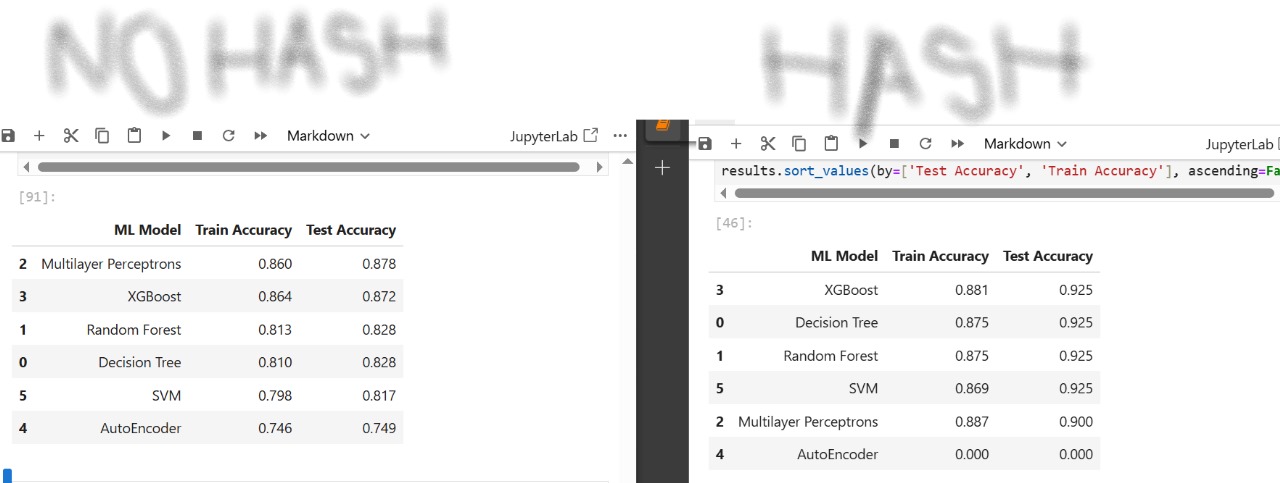 NO HASH
HASH
Markdown
JupyterLab
[91]:
ML Model Train Accuracy Test Accuracy
2 Multilayer Perceptrons 0.860 0.878
3 XGBoost 0.864 0.872
1 Random Forest 0.813 0.828
0 Decision Tree 0.810 0.828
5 SVM 0.798 0.817
4 AutoEncoder 0.746 0.749
Markdown
JupyterLab
results.sort_values(by=['Test Accuracy', 'Train Accuracy'], ascending=Fa
[46]:
ML Model Train Accuracy Test Accuracy
3 XGBoost 0.881 0.925
0 Decision Tree 0.875 0.925
1 Random Forest 0.875 0.925
5 SVM 0.869 0.925
2 Multilayer Perceptrons 0.887 0.900
4 AutoEncoder 0.000 0.000